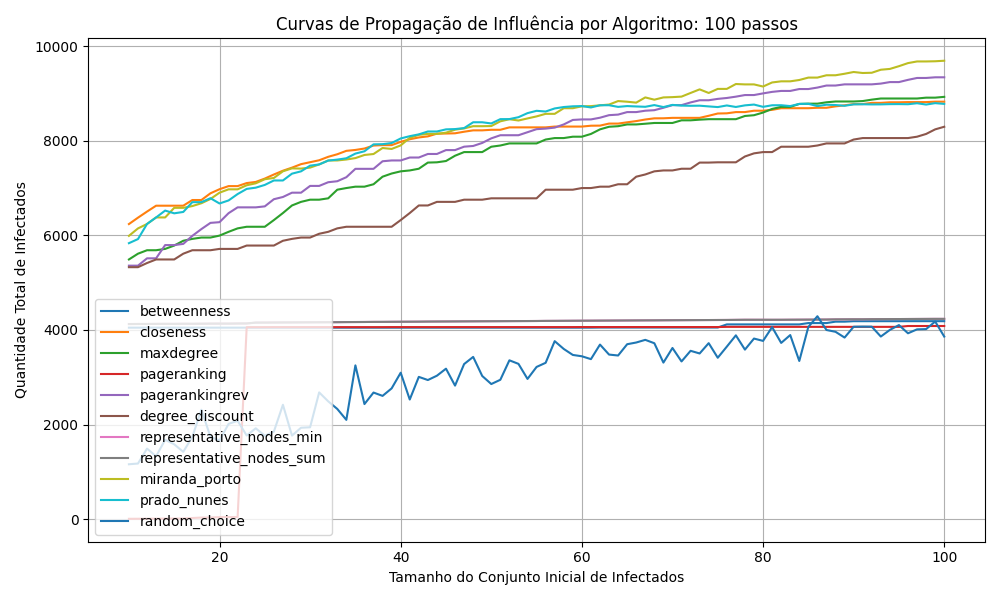 Curvas de Propagação de Influência por Algoritmo: 100 passos
Quantidade Total de Infectados
10000
8000
6000
4000
2000
0
betweenness
closeness
maxdegree
pageranking
pagerankingrev
degree_discount
representative_nodes_min
representative_nodes_sum
miranda_porto
prado_nunes
random_choice
20
40
60
80
100
Tamanho do Conjunto Inicial de Infectados